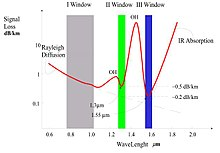 I Window II Window III Window
Signal
Loss
dB/km
OH
Rayleigh
Diffusion
IR Absorption
OH
10
1
~0.5 dB/km
~0.2 dB/km
0.1
1.3μm
1.55 μm
0.6 0.8 1.0 1.2 1.4 1.6 1.8 2.0
WaveLenght μm